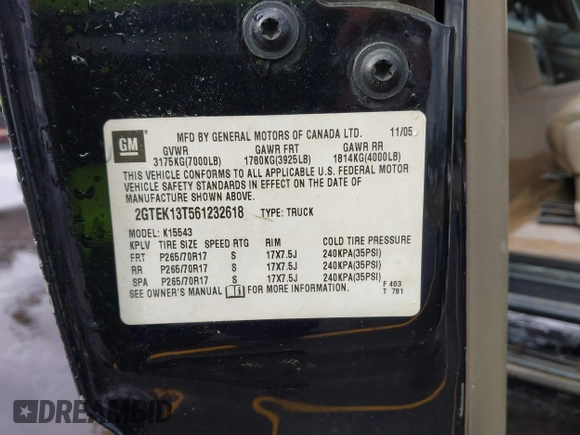 GM
MFD BY GENERAL MOTORS OF CANADA LTD. 11/05
GVWR GAWR FRT GAWR RR
3175KG(7000LB) 1780KG(3925LB) 1814KG(4000LB)
THIS VEHICLE CONFORMS TO ALL APPLICABLE U.S. FEDERAL MOTOR
VEHICLE SAFETY STANDARDS IN EFFECT ON THE DATE OF
MANUFACTURE SHOWN ABOVE.
2GTEK13T561232618 TYPE: TRUCK
MODEL: K15543
KPLV TIRE SIZE SPEED RTG RIM COLD TIRE PRESSURE
FRT P265/70R17 S 17X7.5J 240KPA(35PSI)
RR P265/70R17 S 17X7.5J 240KPA(35PSI)
SPA P265/70R17 S 17X7.5J 240KPA(35PSI)
SEE OWNER'S MANUAL FOR MORE INFORMATION.
F 403
T 781
DREAMBID